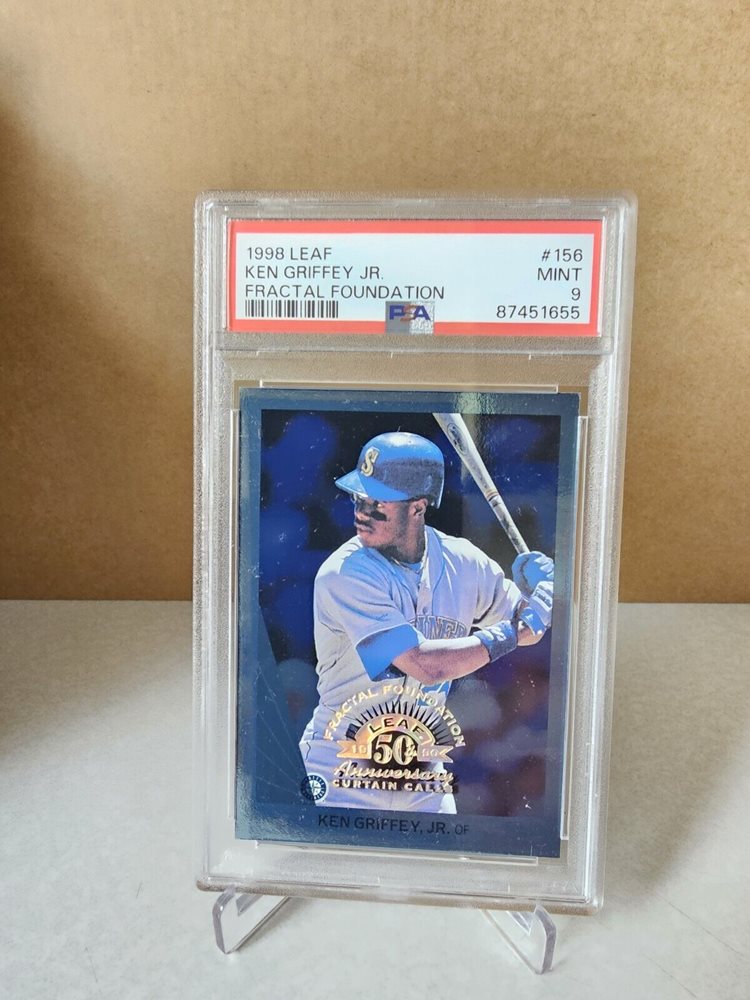 1998 LEAF #156
KEN GRIFFEY JR. MINT
FRACTAL FOUNDATION 9
PSA 87451655
S
FRACTAL FOUNDATION
LEAF
50
Anniversary
CURTAIN CALLS
KEN GRIFFEY, JR. OF